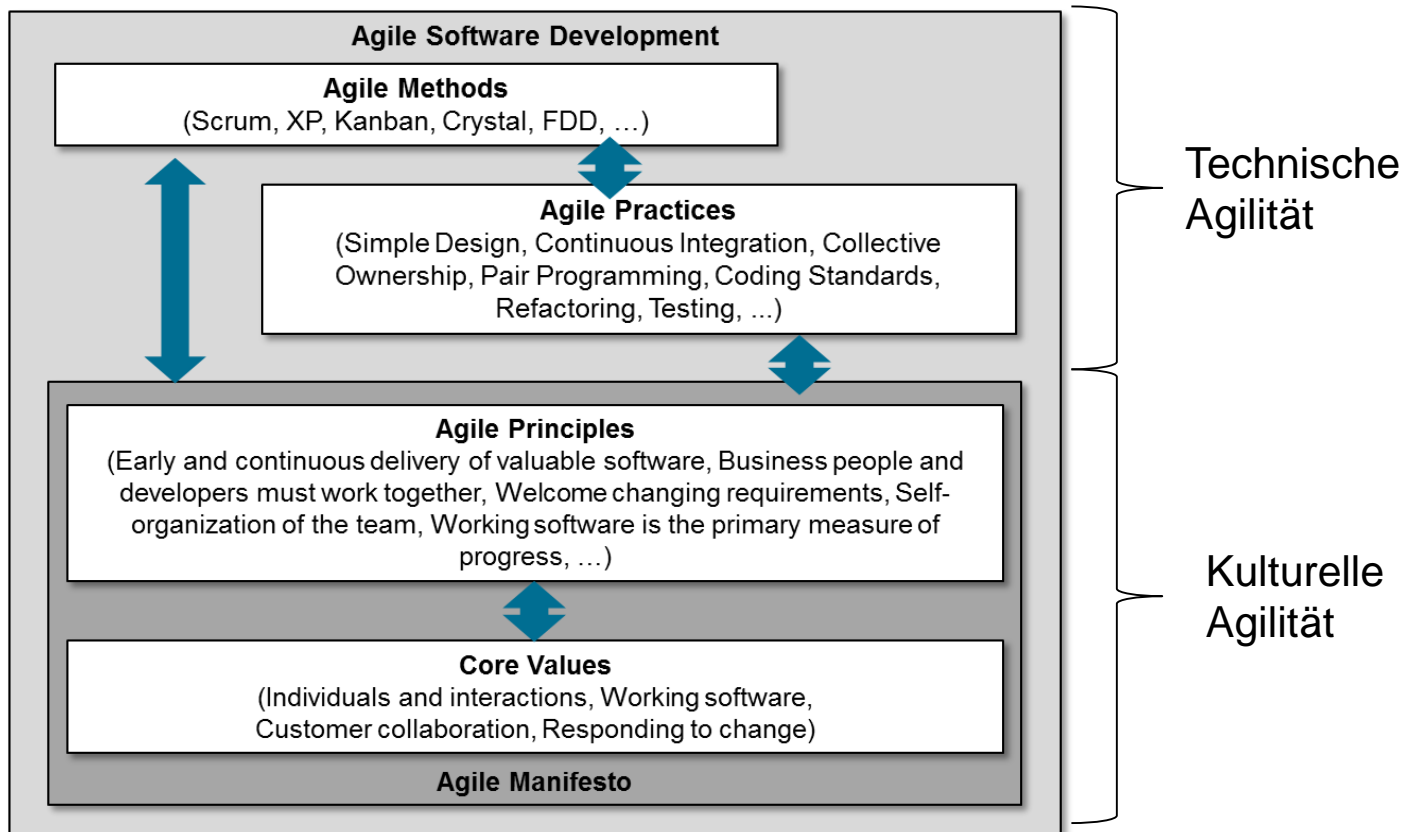 Agile Software Development
Agile Methods
(Scrum, XP, Kanban, Crystal, FDD, …)
Agile Practices
(Simple Design, Continuous Integration, Collective
Ownership, Pair Programming, Coding Standards,
Refactoring, Testing, ...)
Technische
Agilität
Agile Principles
(Early and continuous delivery of valuable software, Business people and
developers must work together, Welcome changing requirements, Self-
organization of the team, Working software is the primary measure of
progress, …)
Core Values
(Individuals and interactions, Working software,
Customer collaboration, Responding to change)
Agile Manifesto
Kulturelle
Agilität